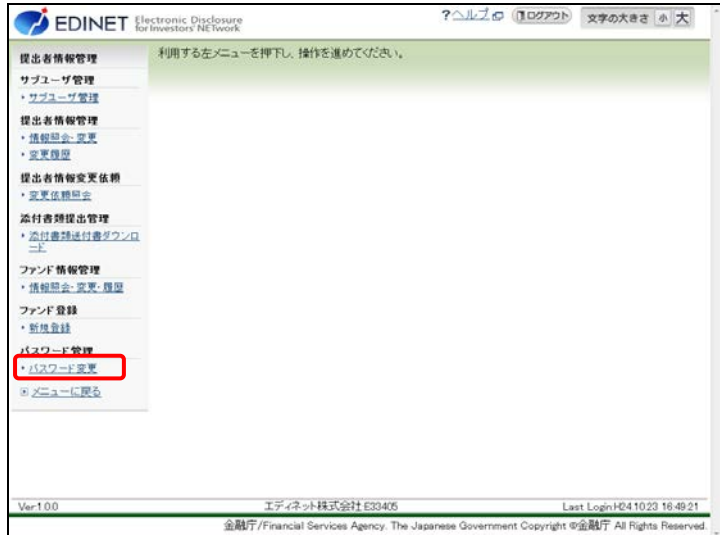 EDINET Electronic Disclosure for Investors' NETwork
?ヘルプ ログアウト 文字の大きさ 小 大
提出者情報管理
利用する左メニューを押下し、操作を進めてください。
サブユーザ管理
・サブユーザ管理
提出者情報管理
・情報照会・変更
・変更履歴
提出者情報変更依頼
・変更依頼照会
添付書類提出管理
・添付書類送付書ダウンロ
ード
ファンド情報管理
・情報照会・変更・履歴
ファンド登録
・新規登録
パスワード管理
・パスワード変更
メニューに戻る
Ver1.0.0 エディネット株式会社 E33405 Last Login:H24.10.23 16:49:21
金融庁/Financial Services Agency. The Japanese Government Copyright ©金融庁 All Rights Reserved.